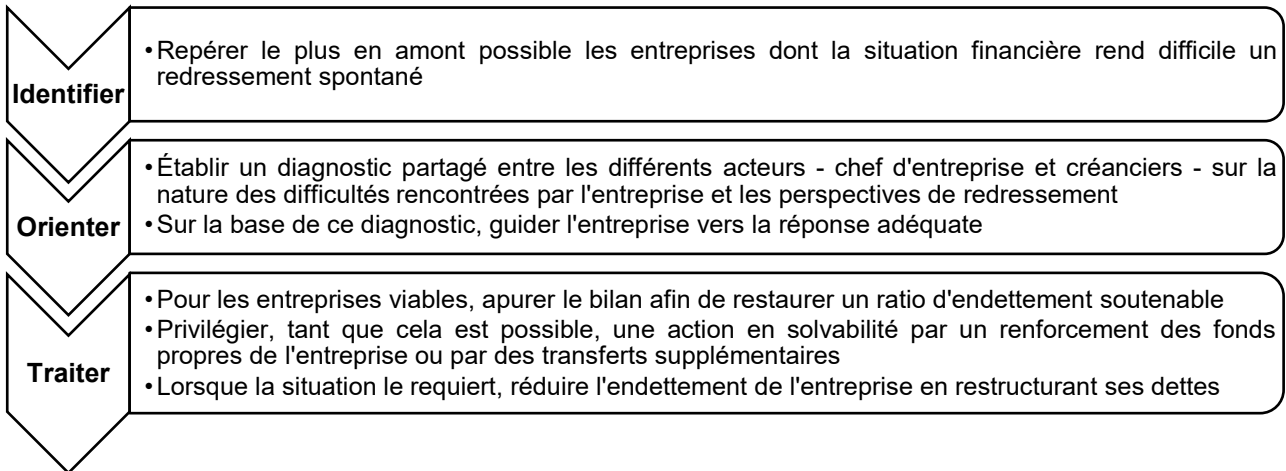 Identifier
•Repérer le plus en amont possible les entreprises dont la situation financière rend difficile un
redressement spontané
Orienter
•Établir un diagnostic partagé entre les différents acteurs - chef d'entreprise et créanciers - sur la
nature des difficultés rencontrées par l'entreprise et les perspectives de redressement
•Sur la base de ce diagnostic, guider l'entreprise vers la réponse adéquate
Traiter
•Pour les entreprises viables, apurer le bilan afin de restaurer un ratio d'endettement soutenable
•Privilégier, tant que cela est possible, une action en solvabilité par un renforcement des fonds
propres de l'entreprise ou par des transferts supplémentaires
•Lorsque la situation le requiert, réduire l'endettement de l'entreprise en restructurant ses dettes